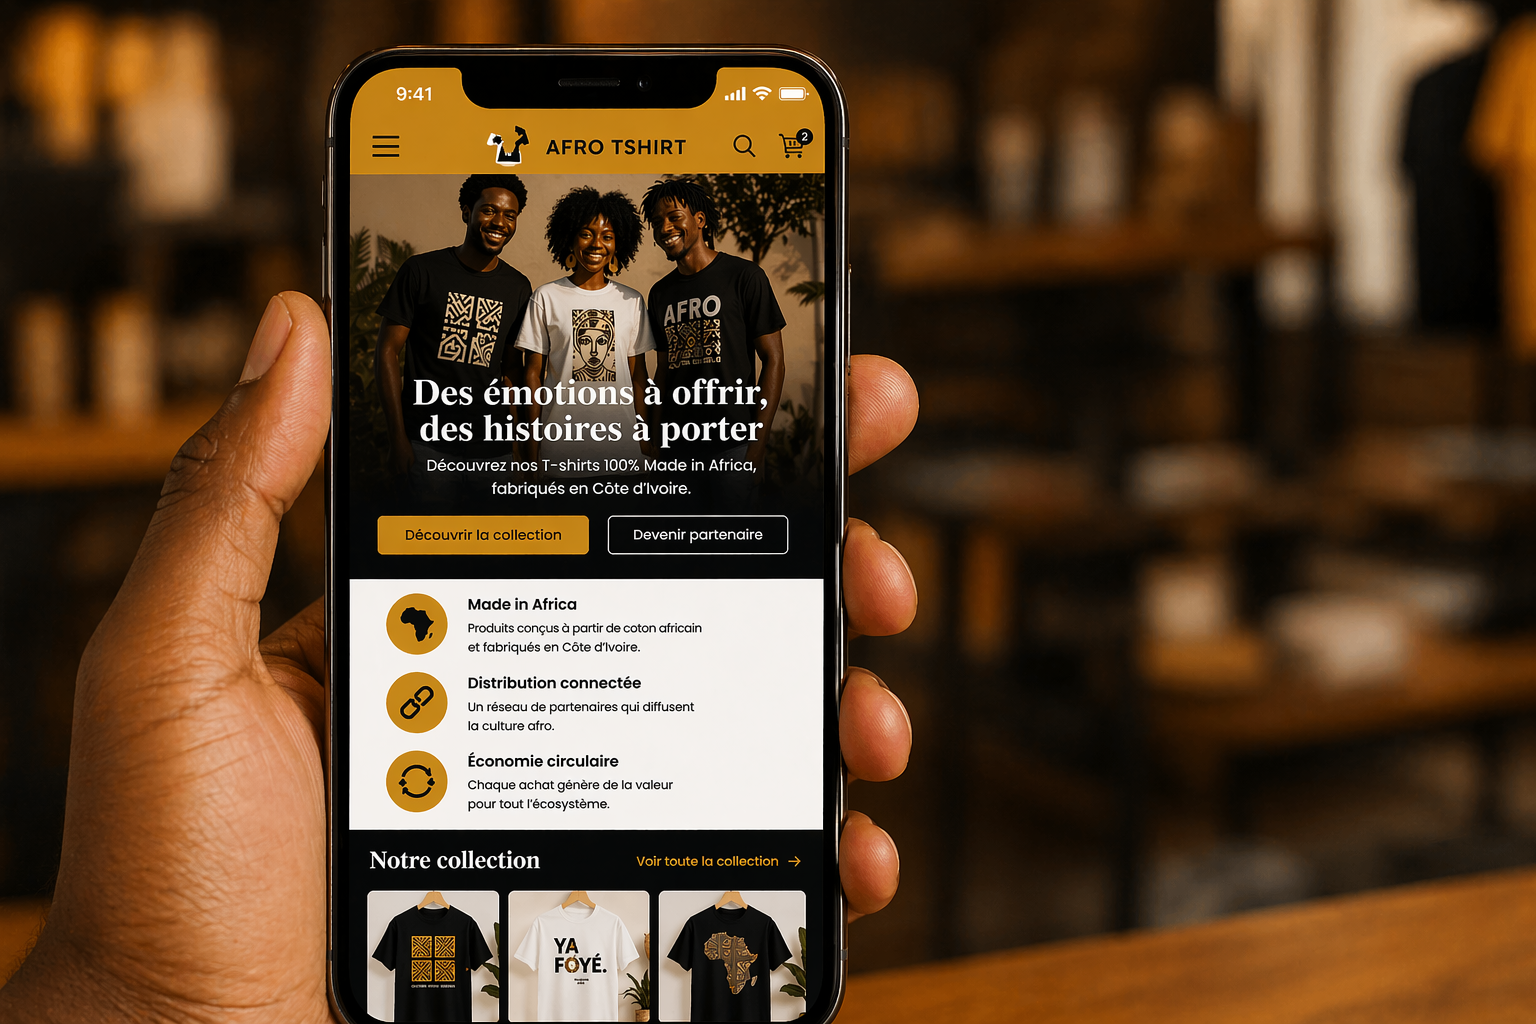 9:41
AFRO TSHIRT
2
AFRO
Des émotions à offrir,
des histoires à porter
Découvrez nos T-shirts 100% Made in Africa,
fabriqués en Côte d'Ivoire.
Découvrir la collection
Devenir partenaire
Made in Africa
Produits conçus à partir de coton africain
et fabriqués en Côte d'Ivoire.
Distribution connectée
Un réseau de partenaires qui diffusent
la culture afro.
Économie circulaire
Chaque achat génère de la valeur
pour tout l'écosystème.
Notre collection
Voir toute la collection
YA
FÓYÉ.